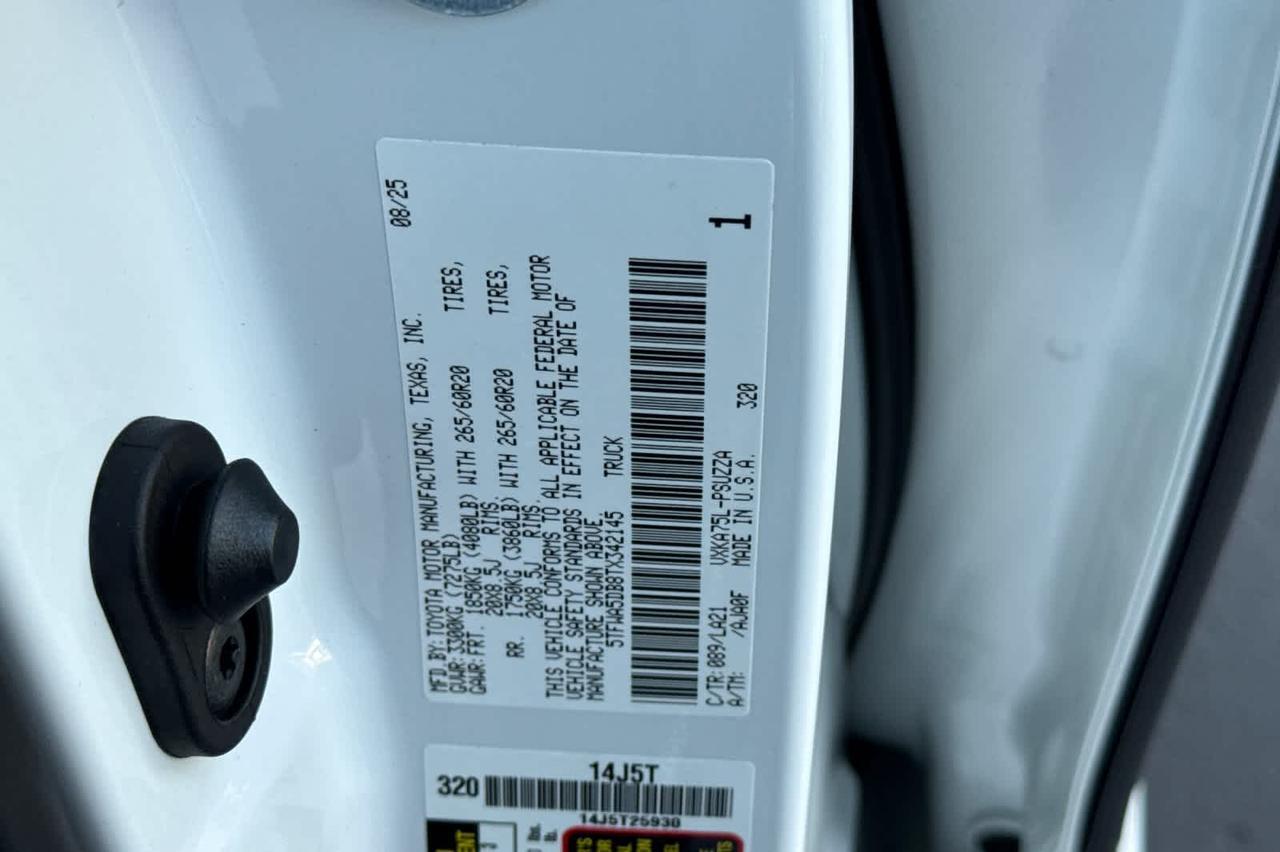 MFD BY: TOYOTA MOTOR MANUFACTURING, TEXAS, INC. 08/25
GVWR: 3300KG (7275LB)
GAWR: FRT. 1850KG (4080LB) WITH 265/60R20 TIRES,
20X8.5J RIMS,
RR. 1750KG (3860LB) WITH 265/60R20 TIRES,
20X8.5J RIMS.
THIS VEHICLE CONFORMS TO ALL APPLICABLE FEDERAL MOTOR
VEHICLE SAFETY STANDARDS IN EFFECT ON THE DATE OF
MANUFACTURE SHOWN ABOVE
5TFWA5DB8TX342145 TRUCK
1
C/TR: 089/LA21 VXKA75L-PSUZZA
A/TM: /AJA0F MADE IN U.S.A. 320
14J5T
320
14J5T25930